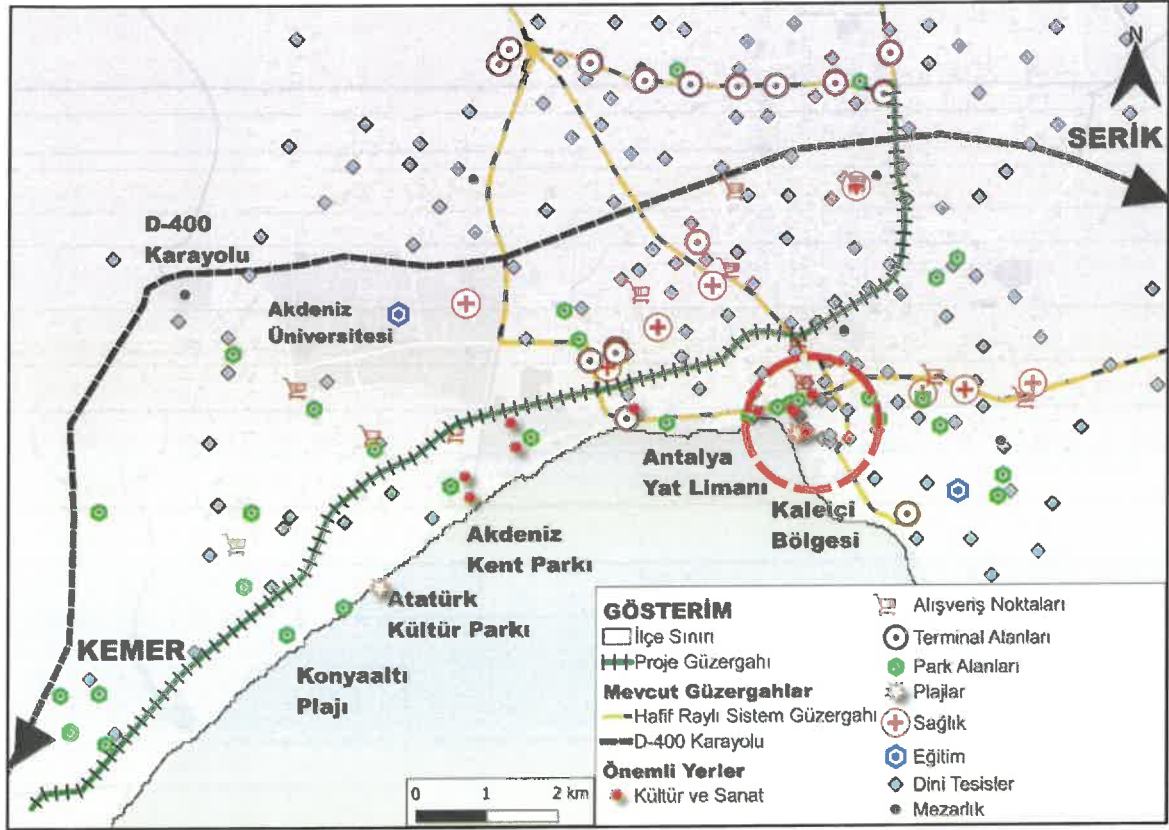 N
SERİK
D-400
Karayolu
Akdeniz
Üniversitesi
Antalya
Yat Limanı
Kaleiçi
Bölgesi
Akdeniz
Kent Parkı
Atatürk
Kültür Parkı
KEMER
Konyaaltı
Plajı
GÖSTERİM
İlçe Sınırı
Proje Güzergahı
Mevcut Güzergahlar
Hafif Raylı Sistem Güzergahı
D-400 Karayolu
Önemli Yerler
Kültür ve Sanat
Alışveriş Noktaları
Terminal Alanları
Park Alanları
Plajlar
Sağlık
Eğitim
Dini Tesisler
Mezarlık
0 1 2 km